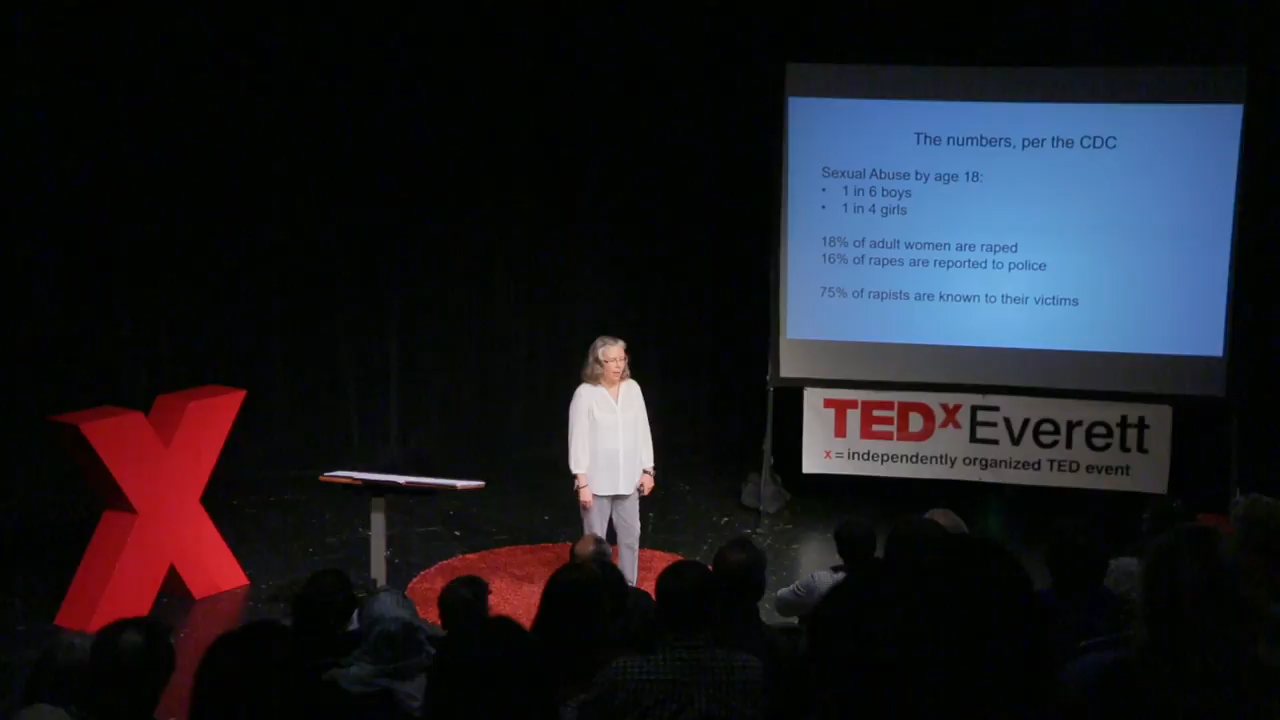 The numbers, per the CDC
Sexual Abuse by age 18:
• 1 in 6 boys
• 1 in 4 girls
18% of adult women are raped
16% of rapes are reported to police
75% of rapists are known to their victims
TEDxEverett
x = independently organized TED event
X